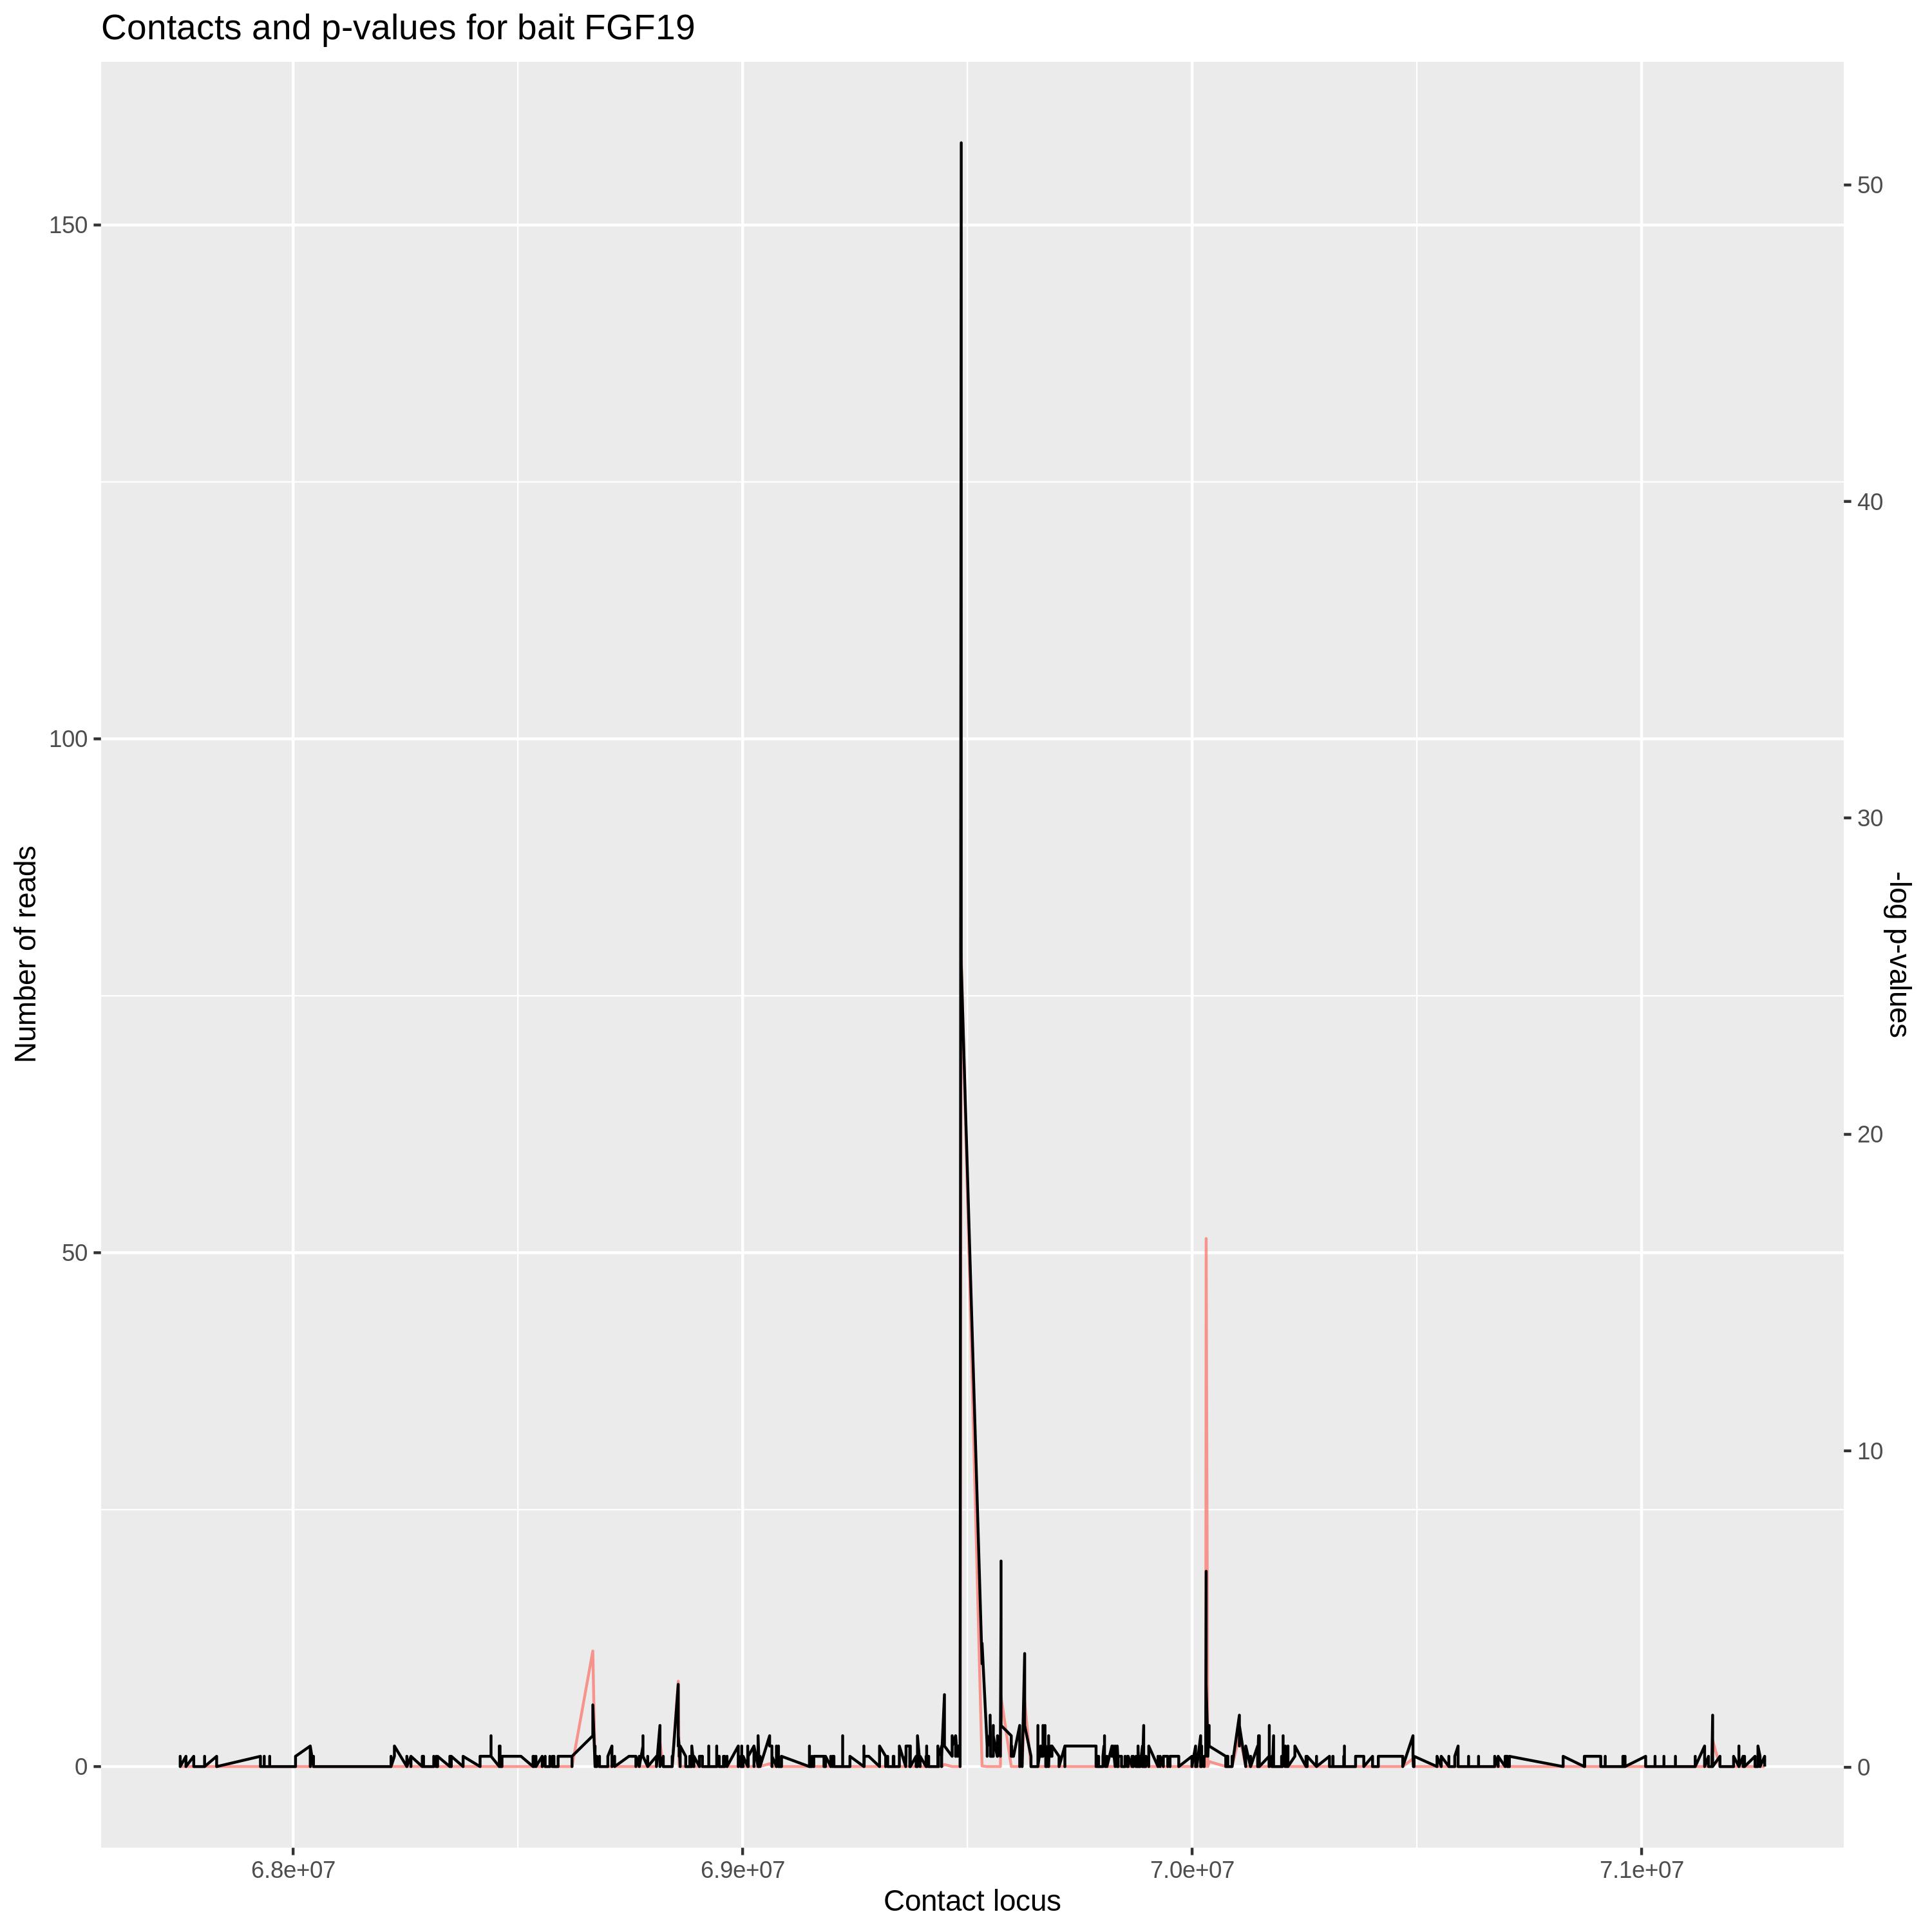 Contacts and p-values for bait FGF19
150
100
50
0
Number of reads
50
40
30
20
10
0
-log p-values
6.8e+07
6.9e+07
7.0e+07
7.1e+07
Contact locus